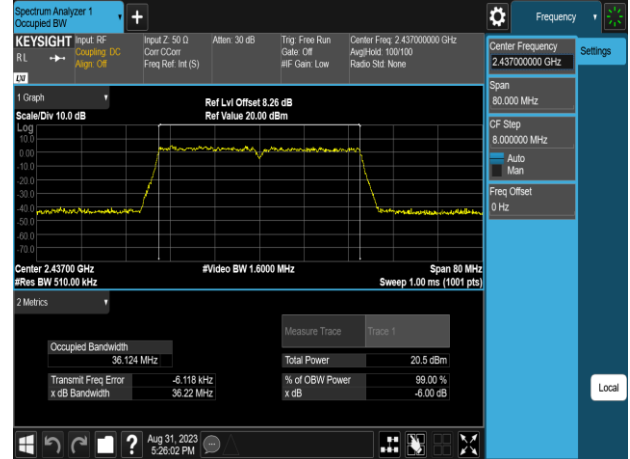 Spectrum Analyzer 1
Occupied BW
Frequency
KEYSIGHT
RL
LXI
Input: RF
Coupling: DC
Align: Off
Input Z: 50 Ω
Corr CCorr
Freq Ref: Int (S)
Atten: 30 dB
Trig: Free Run
Gate: Off
#IF Gain: Low
Center Freq: 2.437000000 GHz
Avg|Hold: 100/100
Radio Std: None
Center Frequency
2.437000000 GHz
Settings
Span
80.000 MHz
CF Step
8.000000 MHz
Auto
Man
Freq Offset
0 Hz
Local
1 Graph
Scale/Div 10.0 dB
Ref Lvl Offset 8.26 dB
Ref Value 20.00 dBm
Log
10.0
0.00
-10.0
-20.0
-30.0
-40.0
-50.0
-60.0
-70.0
Center 2.43700 GHz
#Video BW 1.6000 MHz
Span 80 MHz
#Res BW 510.00 kHz
Sweep 1.00 ms (1001 pts)
2 Metrics
Measure Trace
Trace 1
Occupied Bandwidth
36.124 MHz
Total Power
20.5 dBm
Transmit Freq Error
-6.118 kHz
% of OBW Power
99.00 %
x dB Bandwidth
36.22 MHz
x dB
-6.00 dB
?
Aug 31, 2023
5:26:02 PM